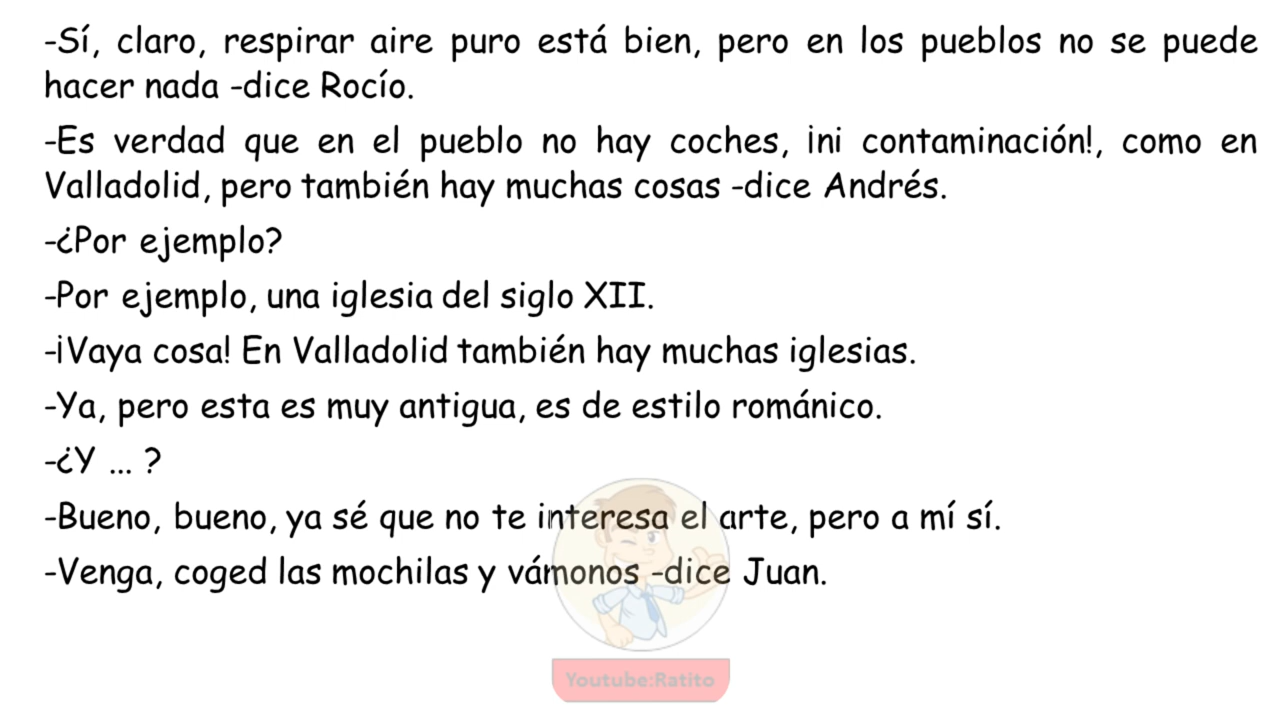 -Sí, claro, respirar aire puro está bien, pero en los pueblos no se puede
hacer nada -dice Rocío.
-Es verdad que en el pueblo no hay coches, ¡ni contaminación!, como en
Valladolid, pero también hay muchas cosas -dice Andrés.
-¿Por ejemplo?
-Por ejemplo, una iglesia del siglo XII.
-¡Vaya cosa! En Valladolid también hay muchas iglesias.
-Ya, pero esta es muy antigua, es de estilo románico.
-¿Y ... ?
-Bueno, bueno, ya sé que no te interesa el arte, pero a mí sí.
-Venga, coged las mochilas y vámonos -dice Juan.
Youtube:Ratito